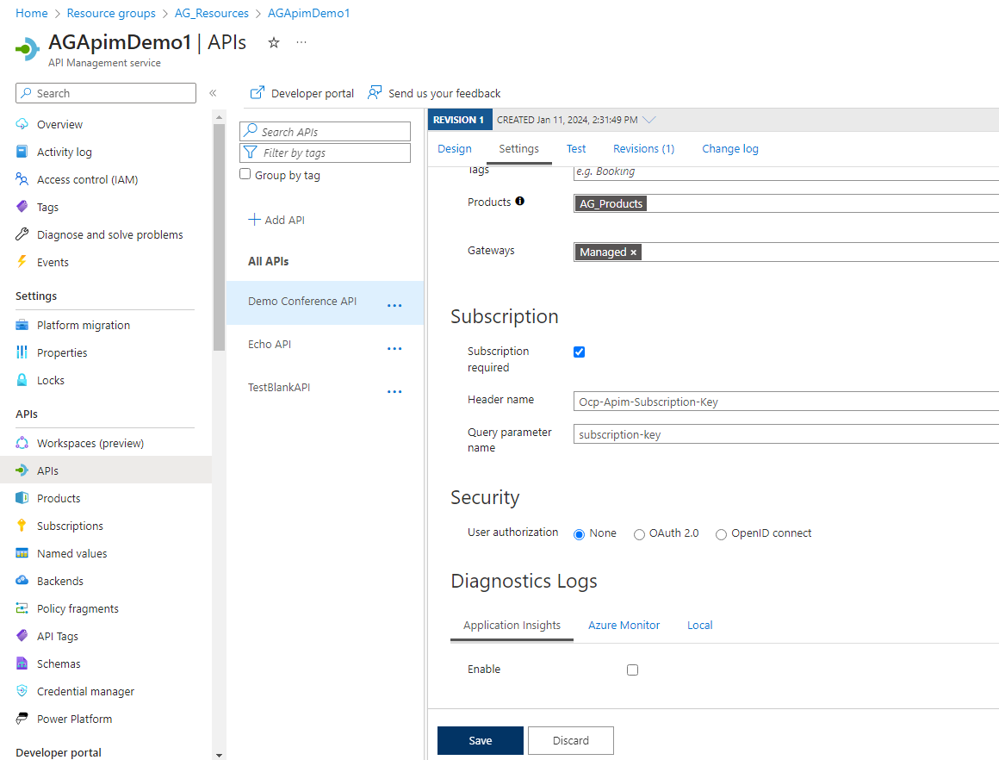 Home > Resource groups > AG_Resources > AGApimDemo1
AGApimDemo1 | APIs ☆ ...
API Management service
Search «
Overview
Activity log
Access control (IAM)
Tags
Diagnose and solve problems
Events
Settings
Platform migration
Properties
Locks
APIs
Workspaces (preview)
APIs
Products
Subscriptions
Named values
Backends
Policy fragments
API Tags
Schemas
Credential manager
Power Platform
Developer portal
Developer portal Send us your feedback
Search APIs
Filter by tags
Group by tag
+ Add API
All APIs
Demo Conference API ...
Echo API ...
TestBlankAPI ...
REVISION 1 CREATED Jan 11, 2024, 2:31:49 PM
Design Settings Test Revisions (1) Change log
Tags e.g. Booking
Products AG_Products
Gateways Managed ×
Subscription
Subscription
required
Header name Ocp-Apim-Subscription-Key
Query parameter
name
subscription-key
Security
User authorization None OAuth 2.0 OpenID connect
Diagnostics Logs
Application Insights Azure Monitor Local
Enable
Save Discard